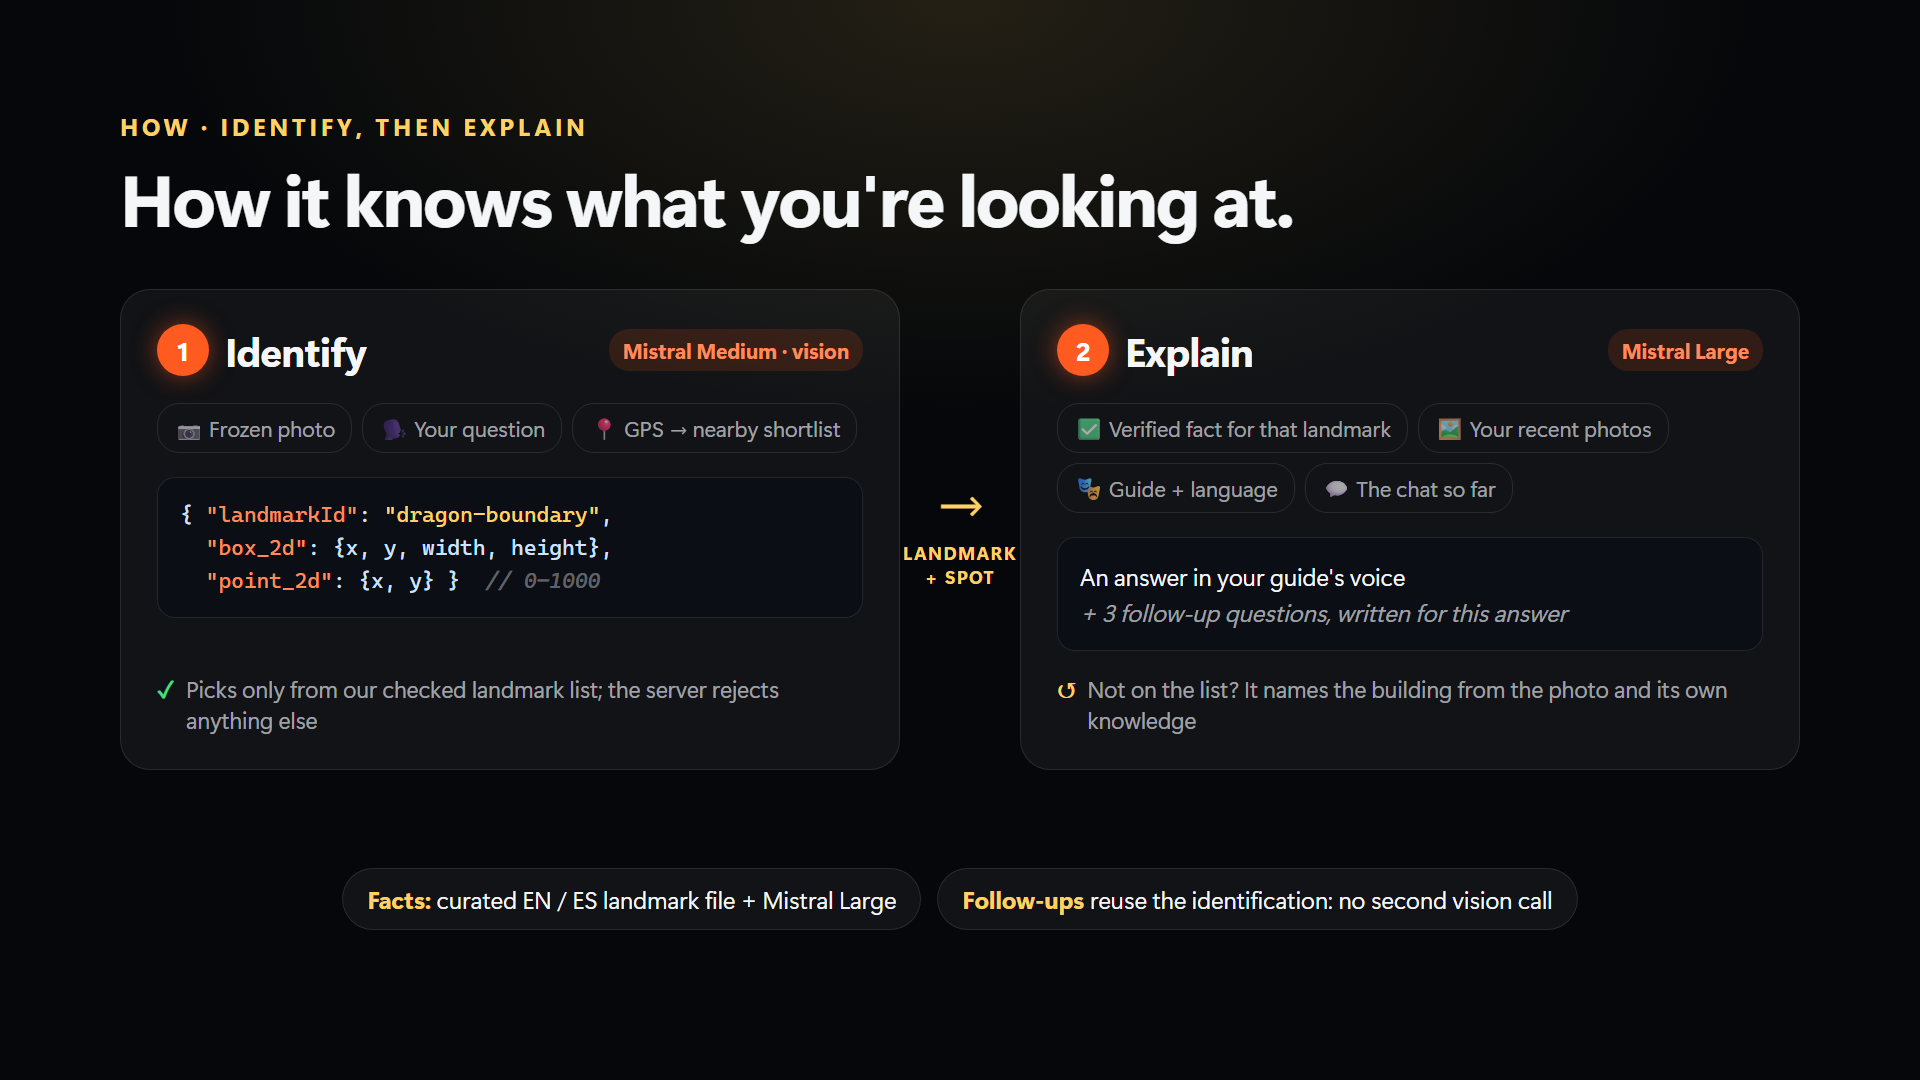 HOW · IDENTIFY, THEN EXPLAIN
How it knows what you're looking at.
1 Identify
Mistral Medium · vision
Frozen photo
Your question
GPS → nearby shortlist
{ "landmarkId": "dragon-boundary",
"box_2d": {x, y, width, height},
"point_2d": {x, y} } // 0–1000
✓ Picks only from our checked landmark list; the server rejects
anything else
→
LANDMARK
+ SPOT
2 Explain
Mistral Large
Verified fact for that landmark
Your recent photos
Guide + language
The chat so far
An answer in your guide's voice
+ 3 follow-up questions, written for this answer
↺ Not on the list? It names the building from the photo and its own
knowledge
Facts: curated EN / ES landmark file + Mistral Large
Follow-ups reuse the identification: no second vision call